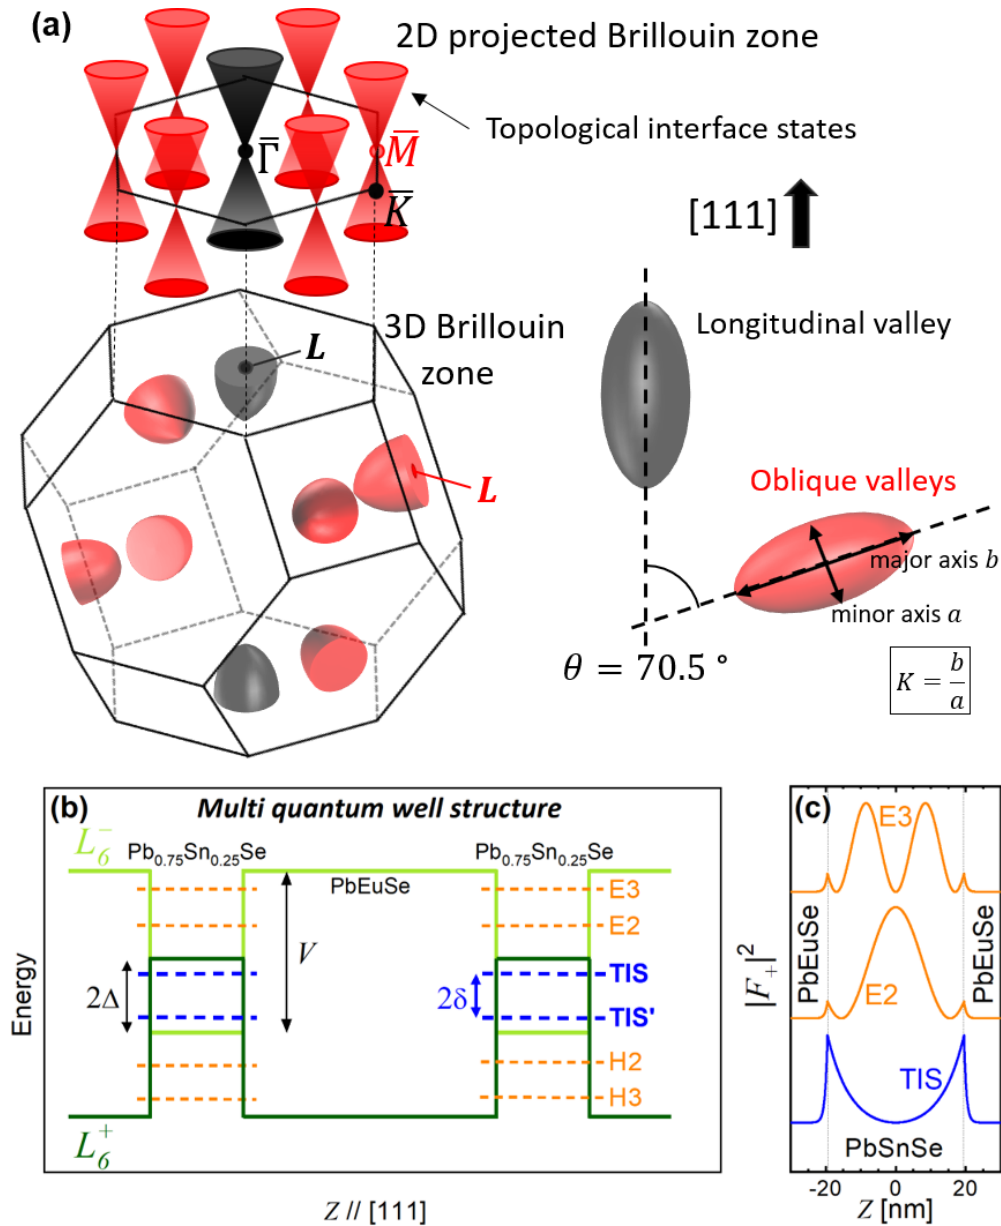 (a)
2D projected Brillouin zone
Topological interface states
Γ̅
M̅
K̅
[111]
3D Brillouin
zone
L
L
Longitudinal valley
Oblique valleys
major axis b
minor axis a
θ = 70.5 °
K = b/a
(b)
Multi quantum well structure
L₆⁻
Pb₀.₇₅Sn₀.₂₅Se
Pb₀.₇₅Sn₀.₂₅Se
PbEuSe
E3
E2
V
TIS
2Δ
2δ
TIS'
H2
H3
L₆⁺
Energy
Z // [111]
(c)
E3
PbEuSe
PbEuSe
E2
|F₊|²
TIS
PbSnSe
-20 0 20
Z [nm]